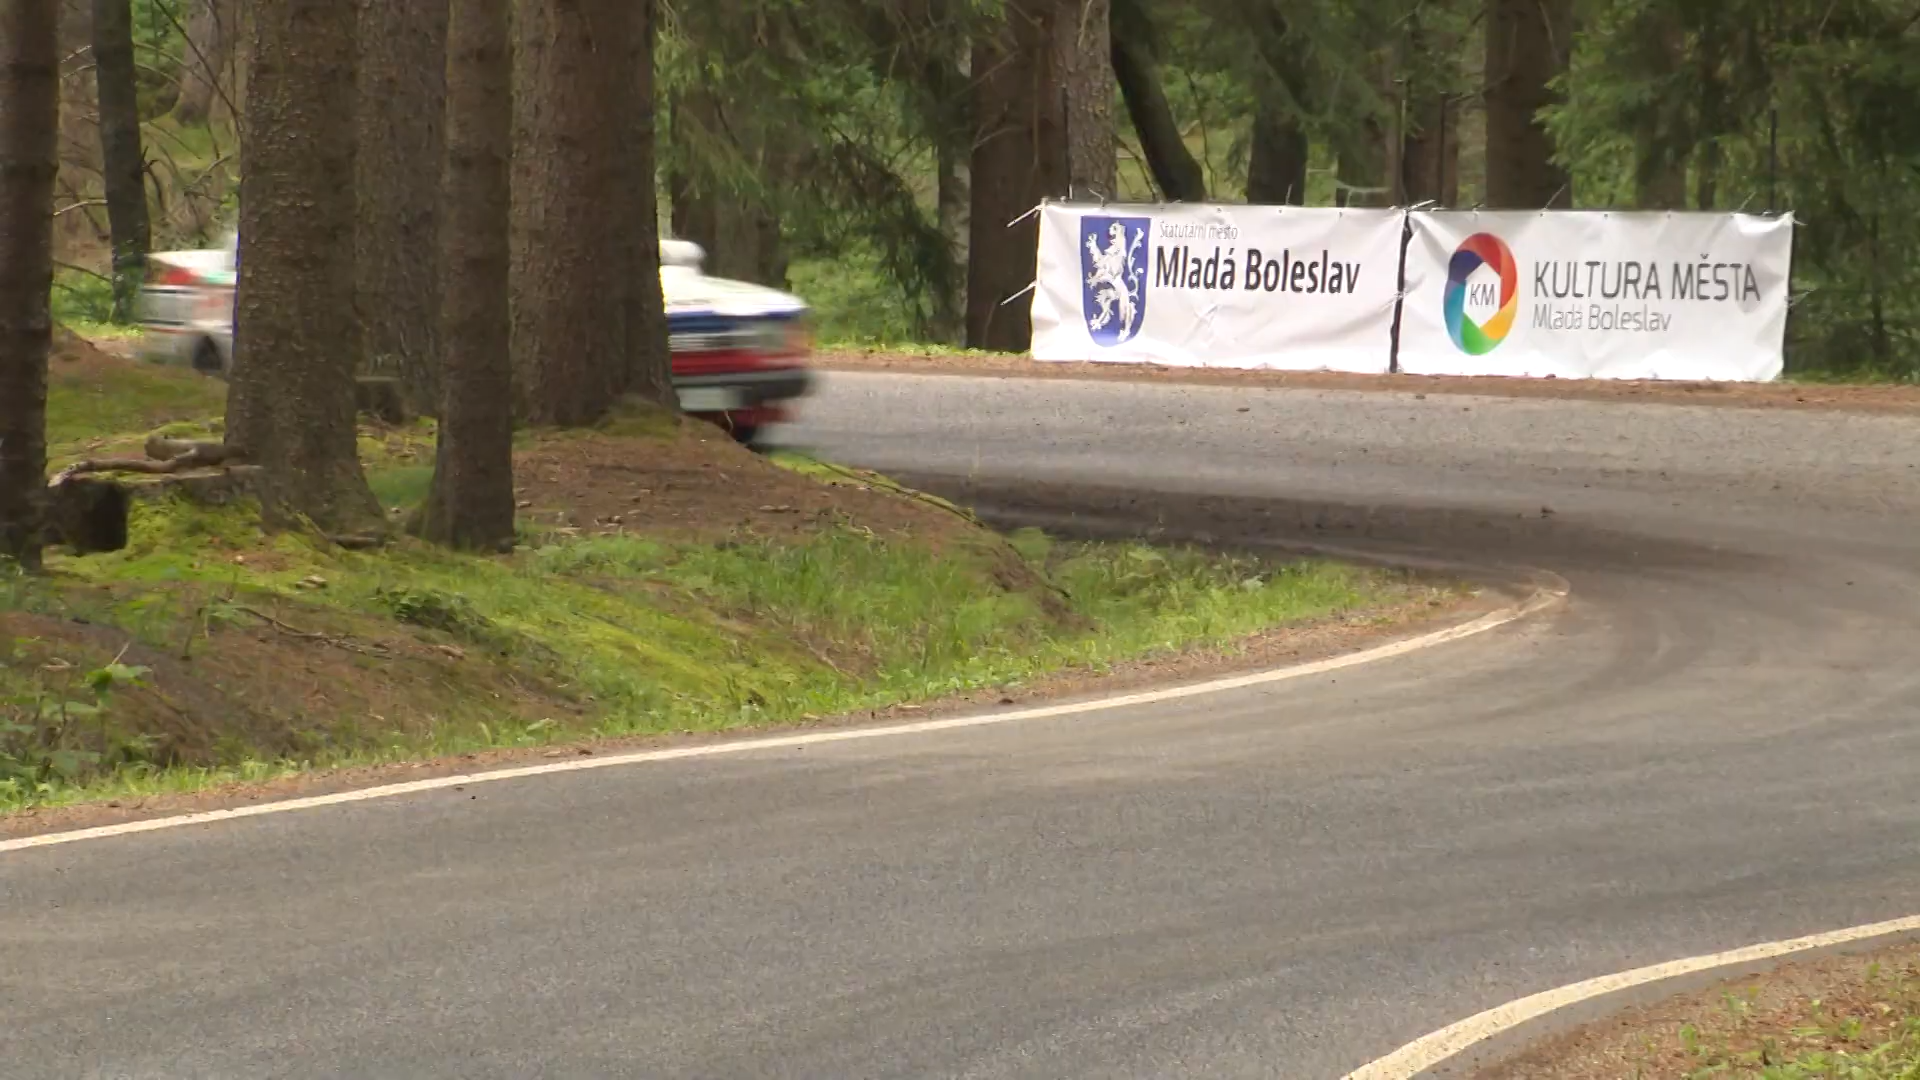 Statutární město
Mladá Boleslav
KM
KULTURA MĚSTA
Mladá Boleslav